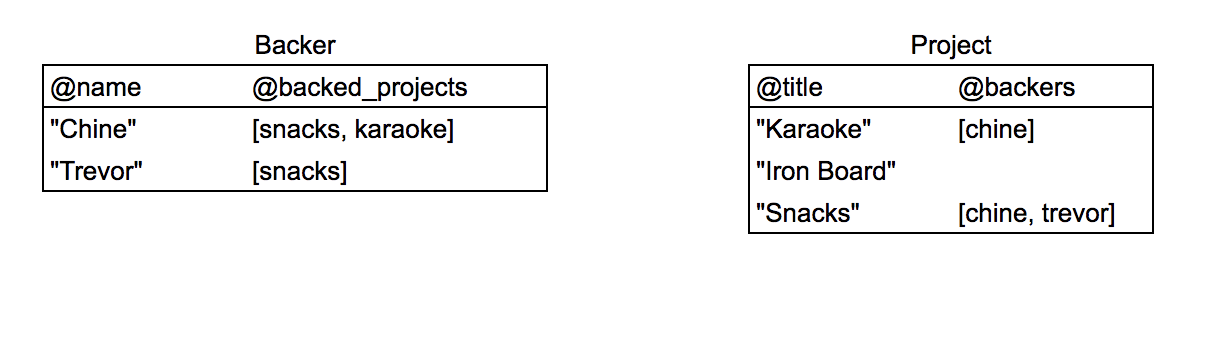 Backer
@name @backed_projects
"Chine" [snacks, karaoke]
"Trevor" [snacks]
Project
@title @backers
"Karaoke" [chine]
"Iron Board"
"Snacks" [chine, trevor]